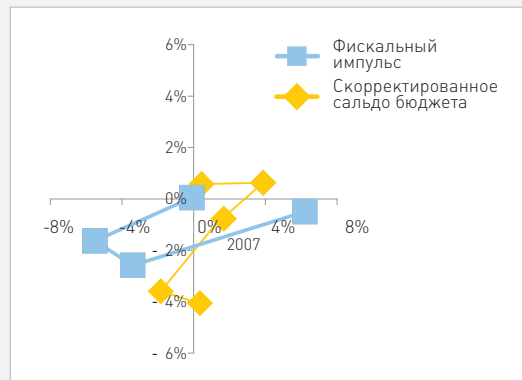 6%
Фискальный
импульс
4%
Скорректированное
сальдо бюджета
2%
0%
-8% -4% 0% 4% 8%
- 2%
2007
- 4%
- 6%